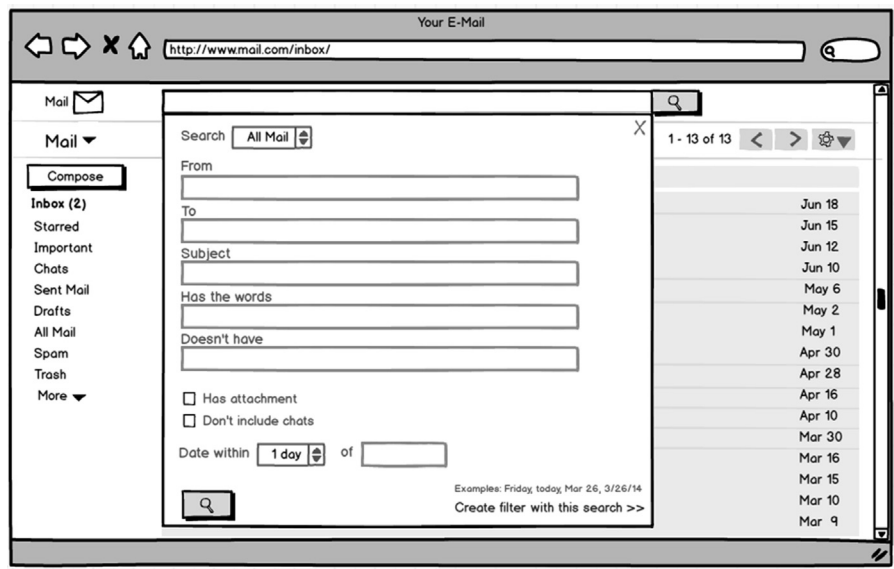 Your E-Mail
http://www.mail.com/inbox/
Mail
Mail
1 - 13 of 13
Compose
Inbox (2)
Starred
Important
Chats
Sent Mail
Drafts
All Mail
Spam
Trash
More
Search All Mail
X
From
To
Subject
Has the words
Doesn't have
Has attachment
Don't include chats
Date within 1 day of
Examples: Friday, today, Mar 26, 3/26/14
Create filter with this search >>
Jun 18
Jun 15
Jun 12
Jun 10
May 6
May 2
May 1
Apr 30
Apr 28
Apr 16
Apr 10
Mar 30
Mar 16
Mar 15
Mar 10
Mar 9